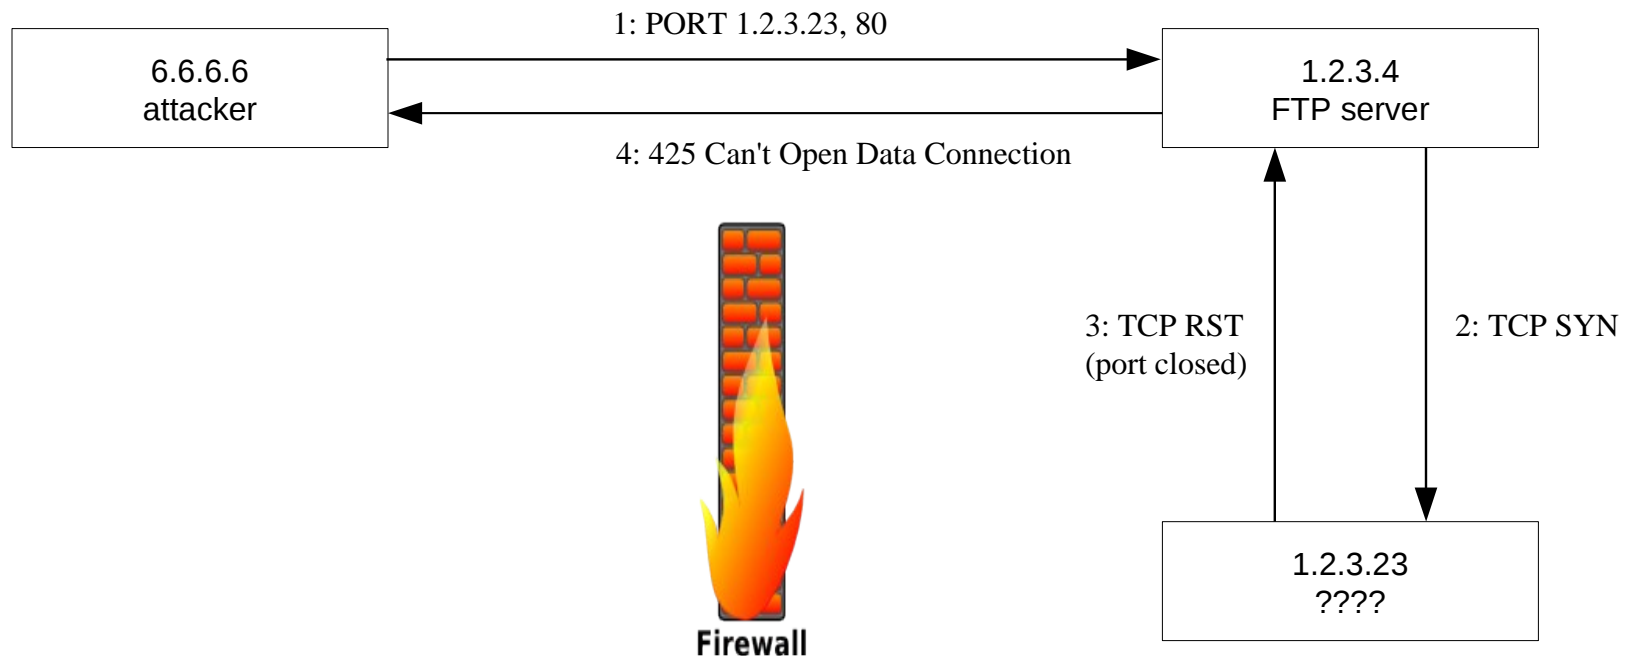 1: PORT 1.2.3.23, 80
6.6.6.6
attacker
1.2.3.4
FTP server
4: 425 Can't Open Data Connection
3: TCP RST
(port closed)
2: TCP SYN
1.2.3.23
????
Firewall